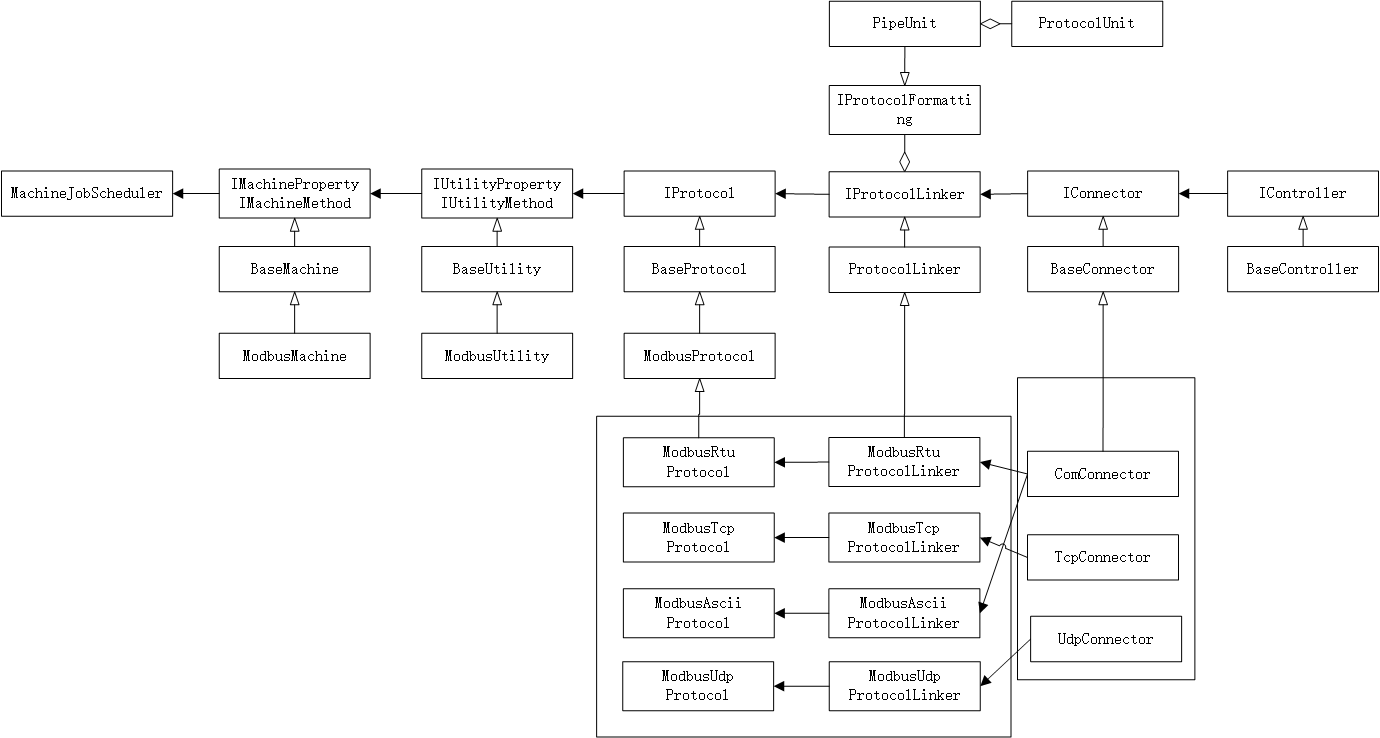 PipeUnit
ProtocolUnit
IProtocolFormatti
ng
MachineJobScheduler
IMachineProperty
IMachineMethod
IUtilityProperty
IUtilityMethod
IProtocol
IProtocolLinker
IConnector
IController
BaseMachine
BaseUtility
BaseProtocol
ProtocolLinker
BaseConnector
BaseController
ModbusMachine
ModbusUtility
ModbusProtocol
ModbusRtu
Protocol
ModbusRtu
ProtocolLinker
ComConnector
ModbusTcp
Protocol
ModbusTcp
ProtocolLinker
TcpConnector
ModbusAscii
Protocol
ModbusAscii
ProtocolLinker
UdpConnector
ModbusUdp
Protocol
ModbusUdp
ProtocolLinker